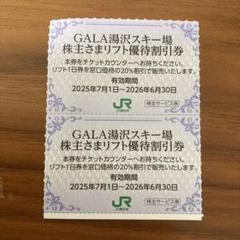 GALA湯沢スキー場
株主さまリフト優待割引券
本券をチケットカウンターへお持ちください。
リフト1日券を窓口価格の20%割引で販売いたします。
有効期間
2025年7月1日～2026年6月30日
JR
株主サービス券
GALA湯沢スキー場
株主さまリフト優待割引券
本券をチケットカウンターへお持ちください。
リフト1日券を窓口価格の20%割引で販売いたします。
有効期間
2025年7月1日～2026年6月30日
JR
株主サービス券